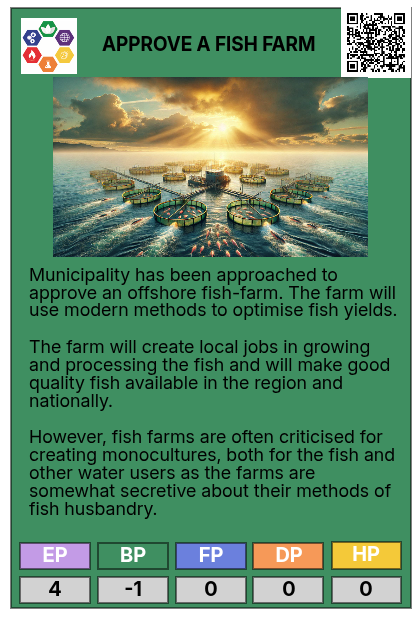 APPROVE A FISH FARM
Municipality has been approached to
approve an offshore fish-farm. The farm will
use modern methods to optimise fish yields.
The farm will create local jobs in growing
and processing the fish and will make good
quality fish available in the region and
nationally.
However, fish farms are often criticised for
creating monocultures, both for the fish and
other water users as the farms are
somewhat secretive about their methods of
fish husbandry.
EP BP FP DP HP
4 -1 0 0 0